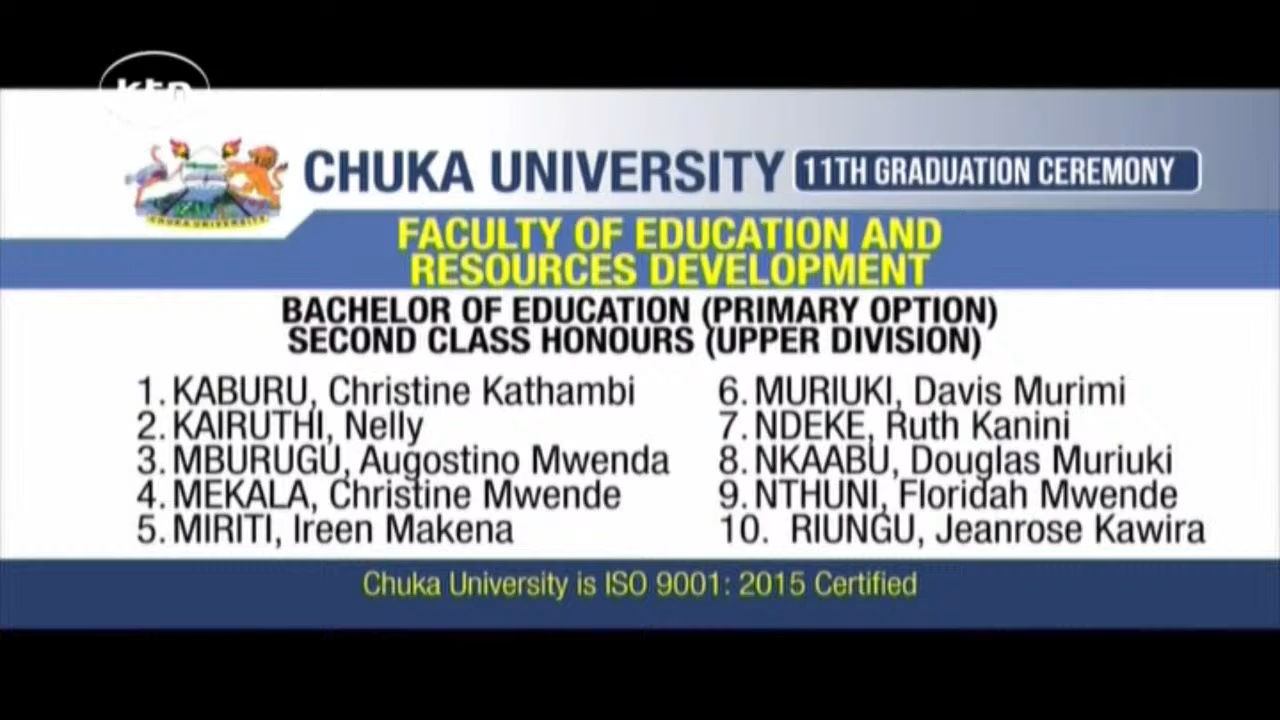 ktn
CHUKA UNIVERSITY 11TH GRADUATION CEREMONY
CHUKA UNIVERSITY
FACULTY OF EDUCATION AND
RESOURCES DEVELOPMENT
BACHELOR OF EDUCATION (PRIMARY OPTION)
SECOND CLASS HONOURS (UPPER DIVISION)
1. KABURU, Christine Kathambi
2. KAIRUTHI, Nelly
3. MBURUGU, Augostino Mwenda
4. MEKALA, Christine Mwende
5. MIRITI, Ireen Makena
6. MURIUKI, Davis Murimi
7. NDEKE, Ruth Kanini
8. NKAABU, Douglas Muriuki
9. NTHUNI, Floridah Mwende
10. RIUNGU, Jeanrose Kawira
Chuka University is ISO 9001: 2015 Certified